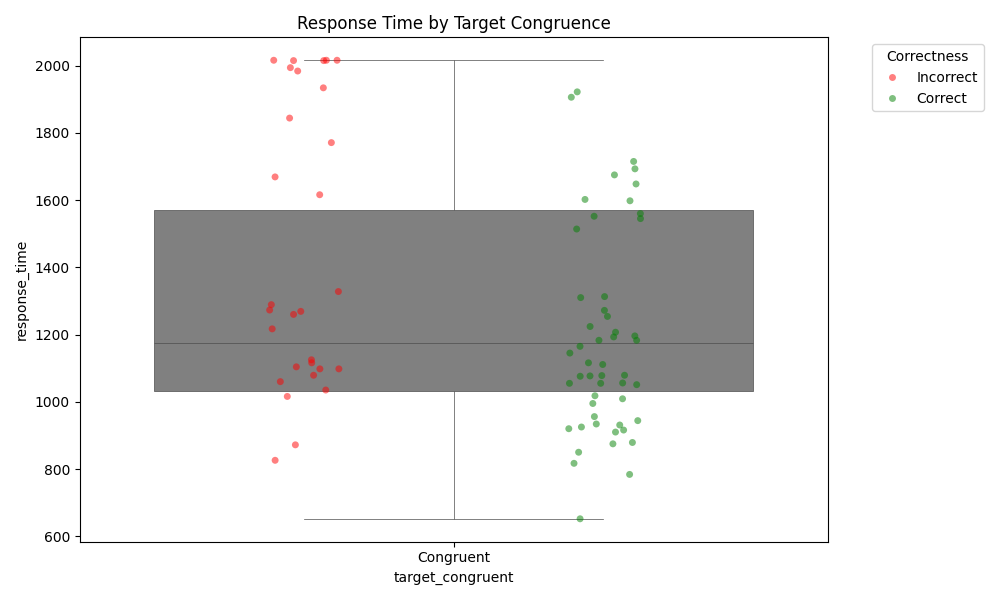 Response Time by Target Congruence
Correctness
Incorrect
Correct
response_time
2000
1800
1600
1400
1200
1000
800
600
Congruent
target_congruent